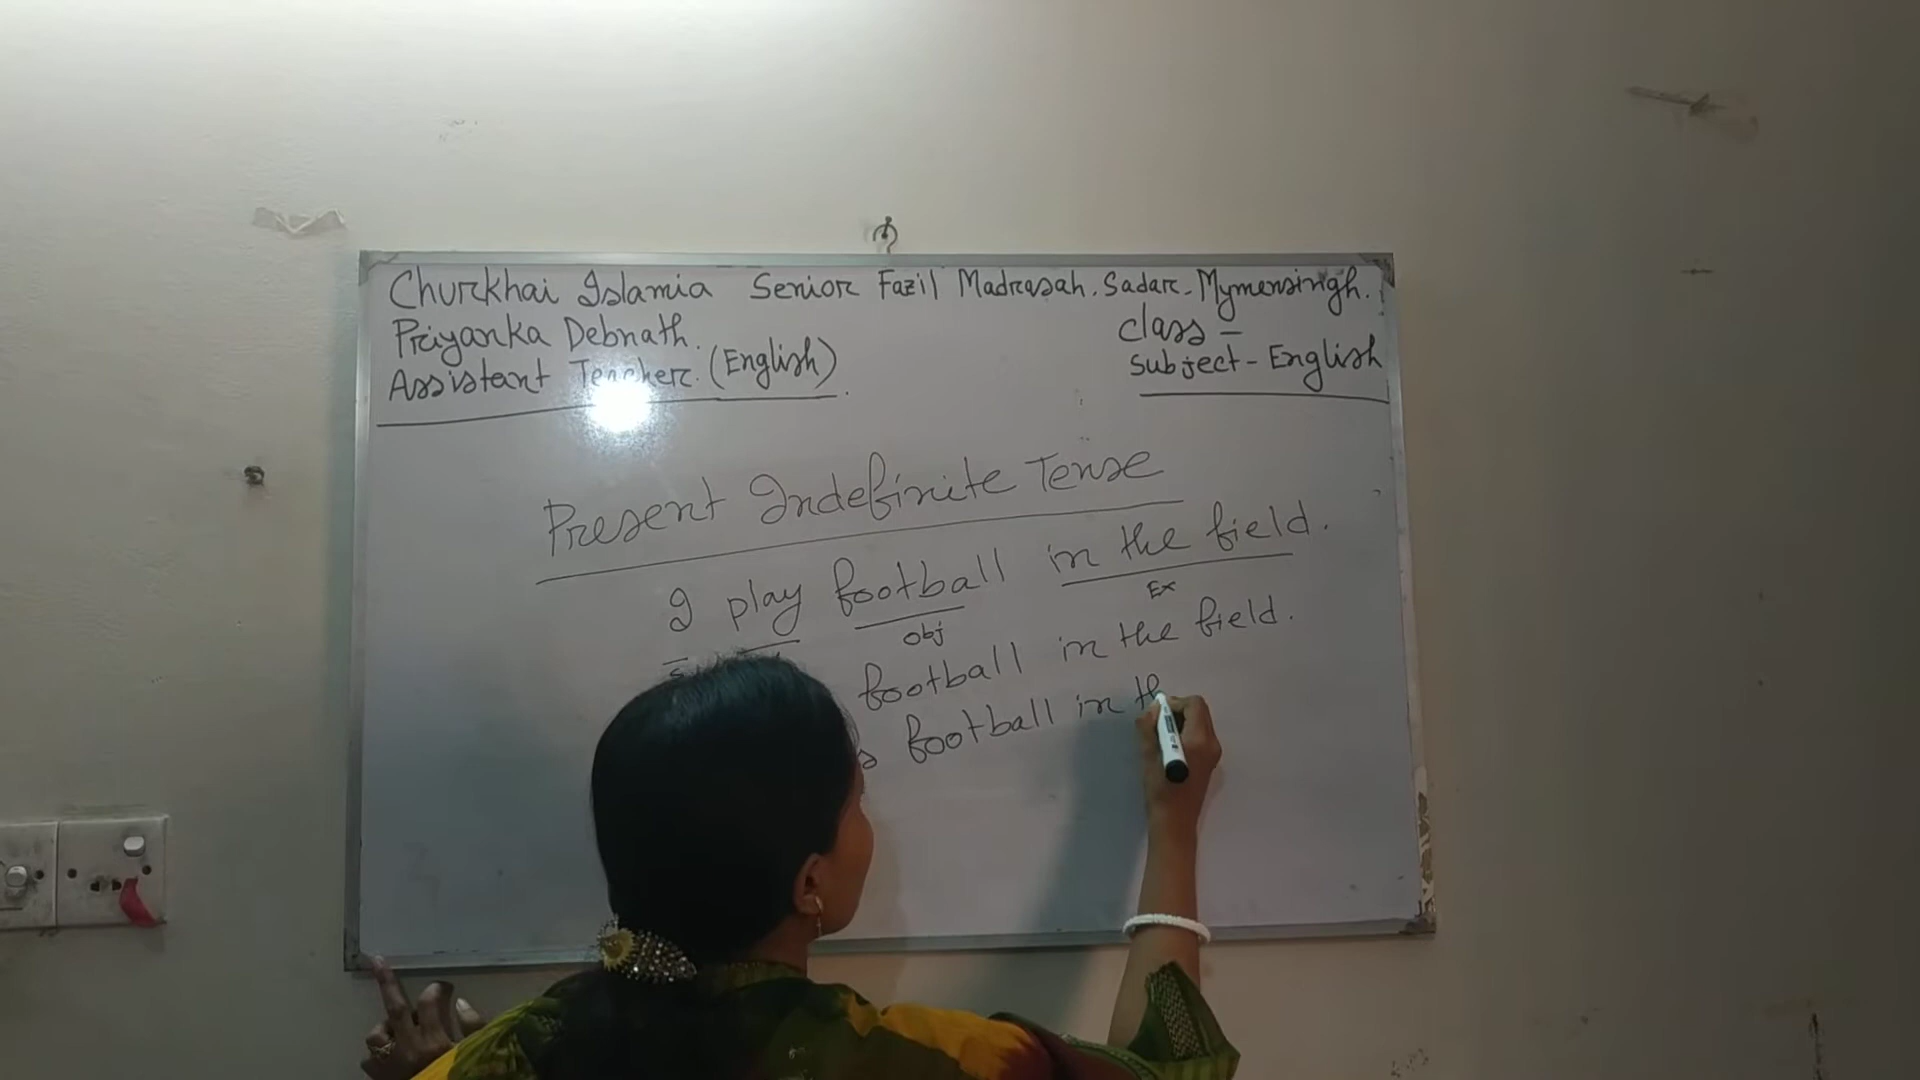 Churkhai Islamia Senior Fazil Madrasah. Sadar - Mymensingh.
Priyanka Debnath.
Assistant Teacher. (English).
Class -
Subject - English
Present Indefinite Tense
I play football in the field.
S
obj
Ex
football in the field.
s football in th